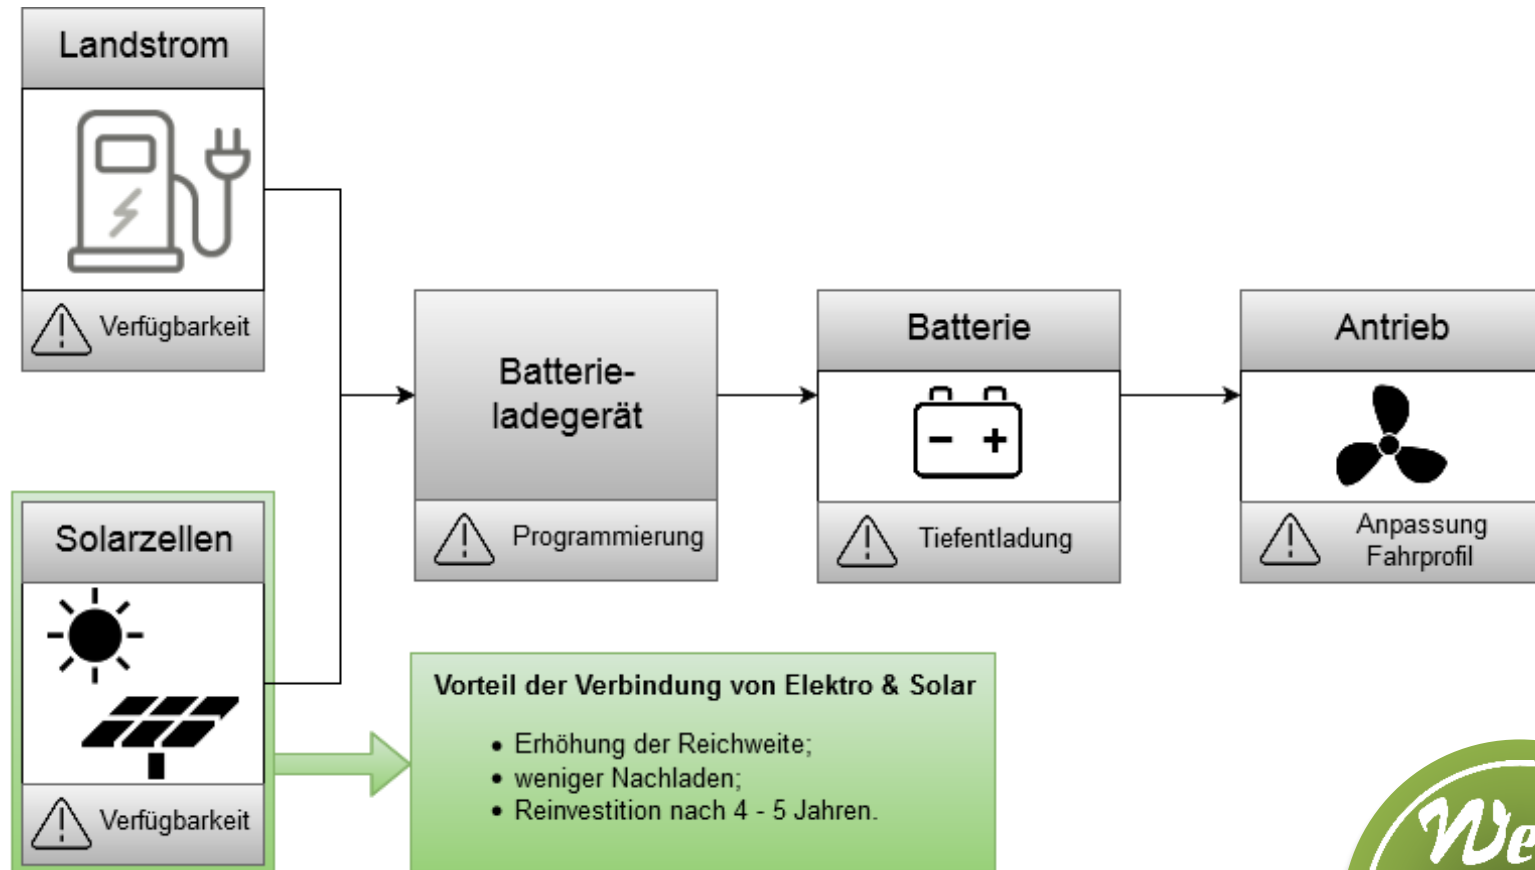 Landstrom
Verfügbarkeit
Batterie-
ladegerät
Programmierung
Batterie
Tiefentladung
Antrieb
Anpassung
Fahrprofil
Solarzellen
Verfügbarkeit
Vorteil der Verbindung von Elektro & Solar
• Erhöhung der Reichweite;
• weniger Nachladen;
• Reinvestition nach 4 - 5 Jahren.